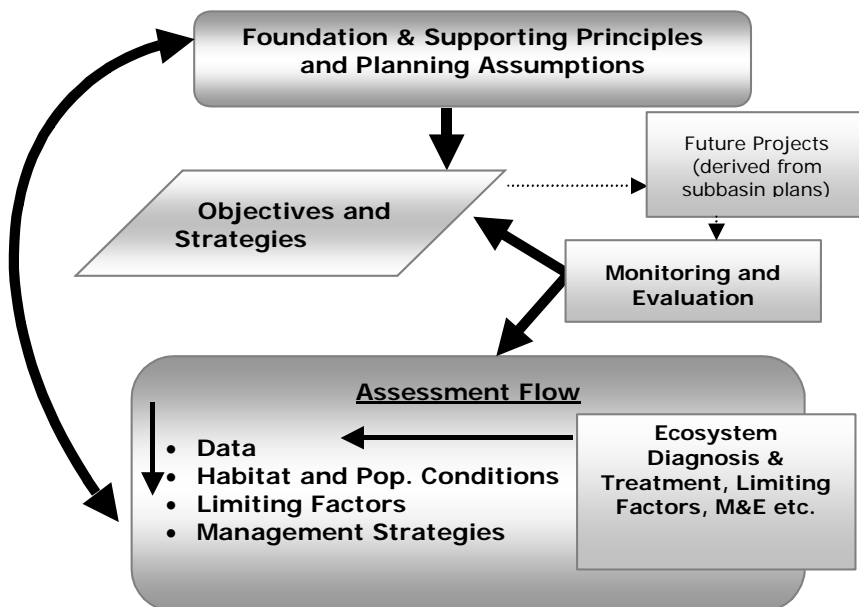 Foundation & Supporting Principles
and Planning Assumptions
Future Projects
(derived from
subbasin plans)
Objectives and
Strategies
Monitoring and
Evaluation
Assessment Flow
• Data
• Habitat and Pop. Conditions
• Limiting Factors
• Management Strategies
Ecosystem
Diagnosis &
Treatment, Limiting
Factors, M&E etc.